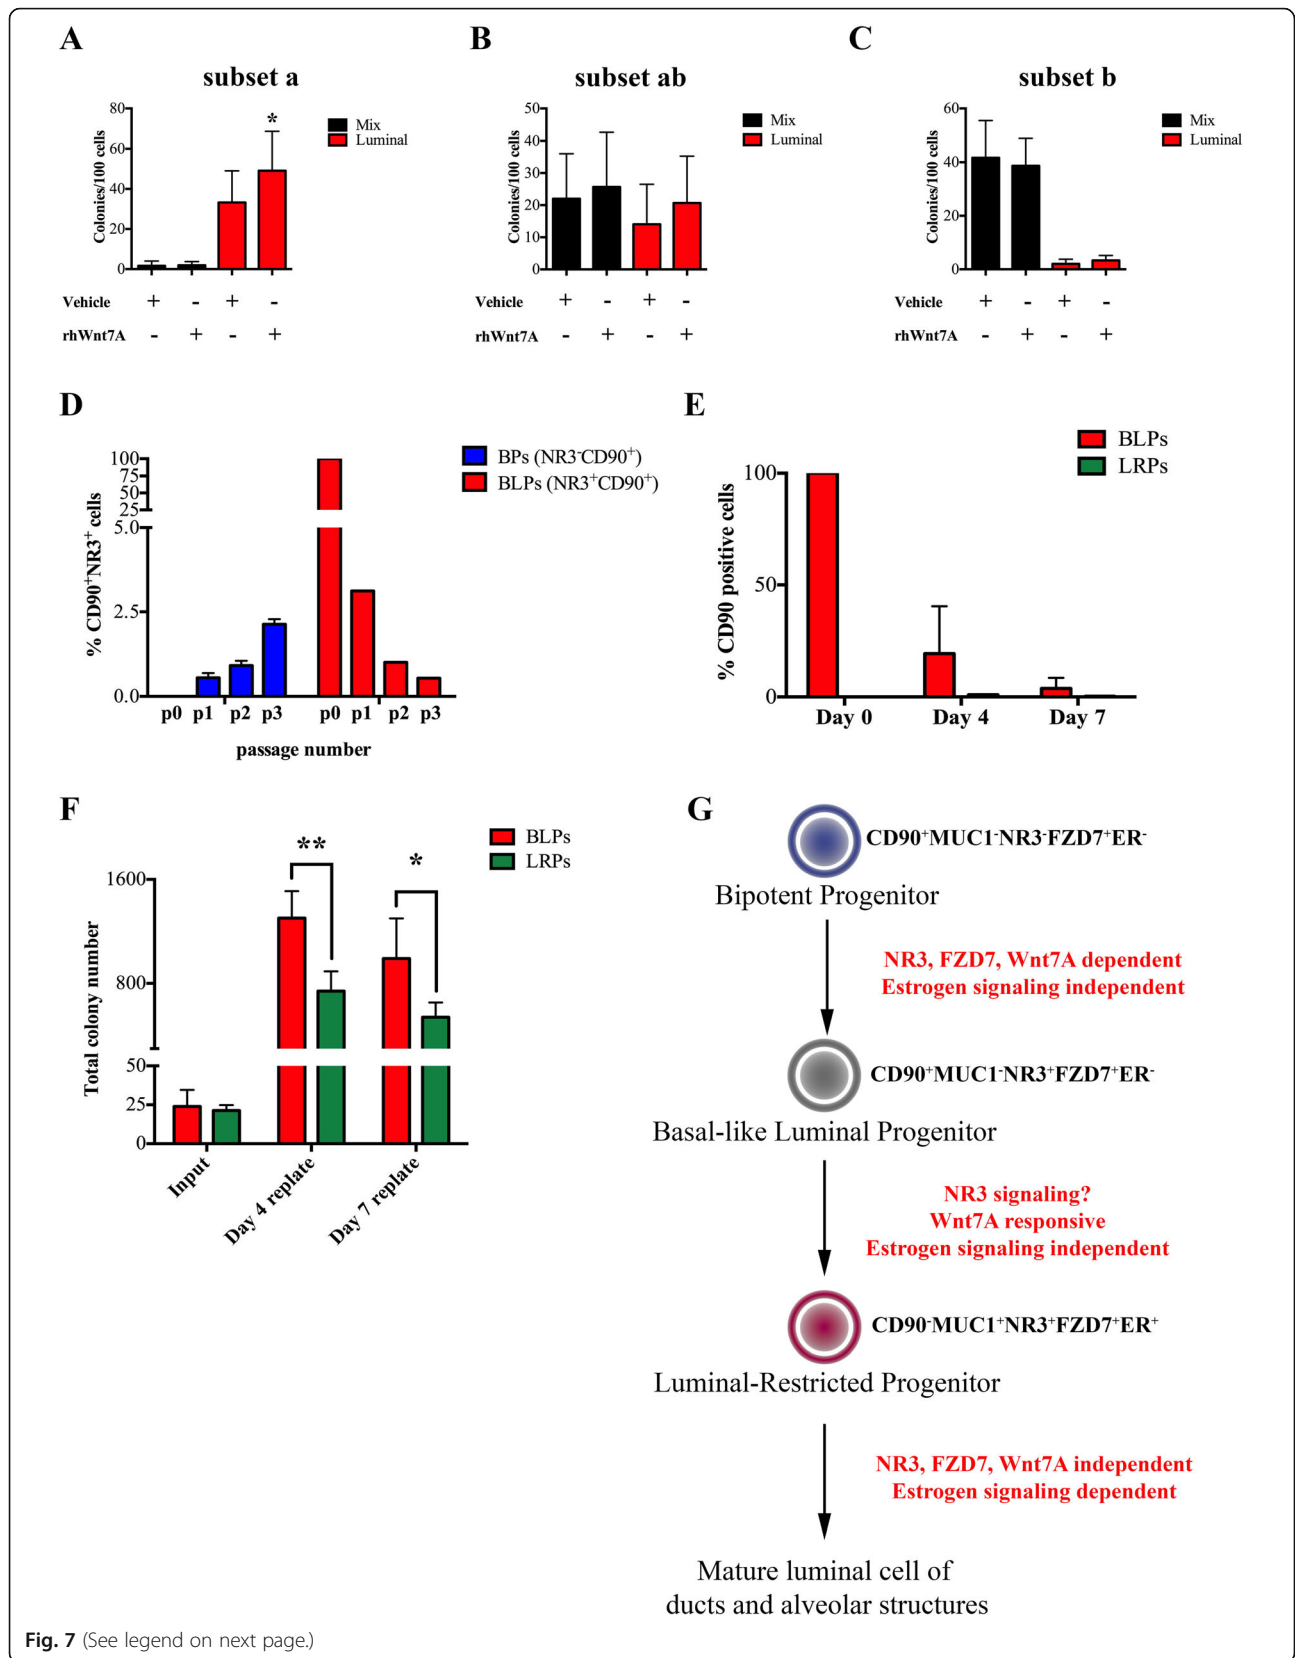 A
subset a
Colonies/100 cells
80
60
40
20
0
*
Mix
Luminal
Vehicle + - + -
rhWnt7A - + - +
B
subset ab
Colonies/100 cells
50
40
30
20
10
0
Mix
Luminal
Vehicle + - + -
rhWnt7A - + - +
C
subset b
Colonies/100 cells
60
40
20
0
Mix
Luminal
Vehicle + - + -
rhWnt7A - + - +
D
% CD90⁺NR3⁺ cells
100
75
50
25
5.0
2.5
0.0
p0 p1 p2 p3 p0 p1 p2 p3
passage number
BPs (NR3⁻CD90⁺)
BLPs (NR3⁺CD90⁺)
E
% CD90 positive cells
100
50
0
Day 0 Day 4 Day 7
BLPs
LRPs
F
Total colony number
1600
800
50
25
0
**
*
Input
Day 4 replate
Day 7 replate
BLPs
LRPs
G
CD90⁺MUC1⁻NR3⁻FZD7⁺ER⁻
Bipotent Progenitor
NR3, FZD7, Wnt7A dependent
Estrogen signaling independent
CD90⁺MUC1⁻NR3⁺FZD7⁺ER⁻
Basal-like Luminal Progenitor
NR3 signaling?
Wnt7A responsive
Estrogen signaling independent
CD90⁻MUC1⁺NR3⁺FZD7⁺ER⁺
Luminal-Restricted Progenitor
NR3, FZD7, Wnt7A independent
Estrogen signaling dependent
Mature luminal cell of
ducts and alveolar structures
Fig. 7 (See legend on next page.)